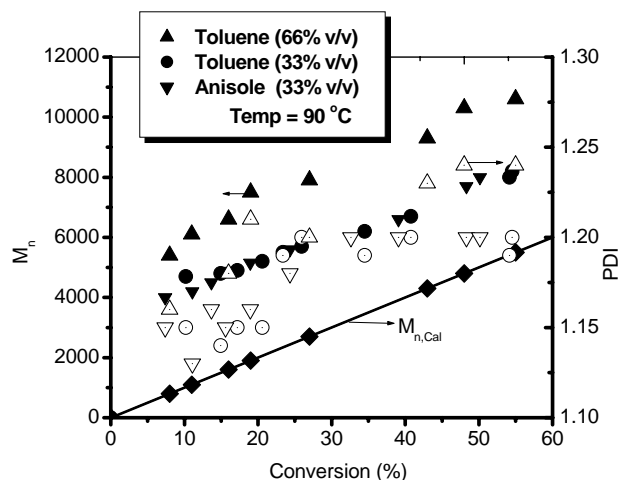 Toluene (66% v/v)
Toluene (33% v/v)
Anisole (33% v/v)
Temp = 90 °C
12000
10000
8000
6000
4000
2000
0
Mn
1.30
1.25
1.20
1.15
1.10
PDI
Mn,Cal
0 10 20 30 40 50 60
Conversion (%)